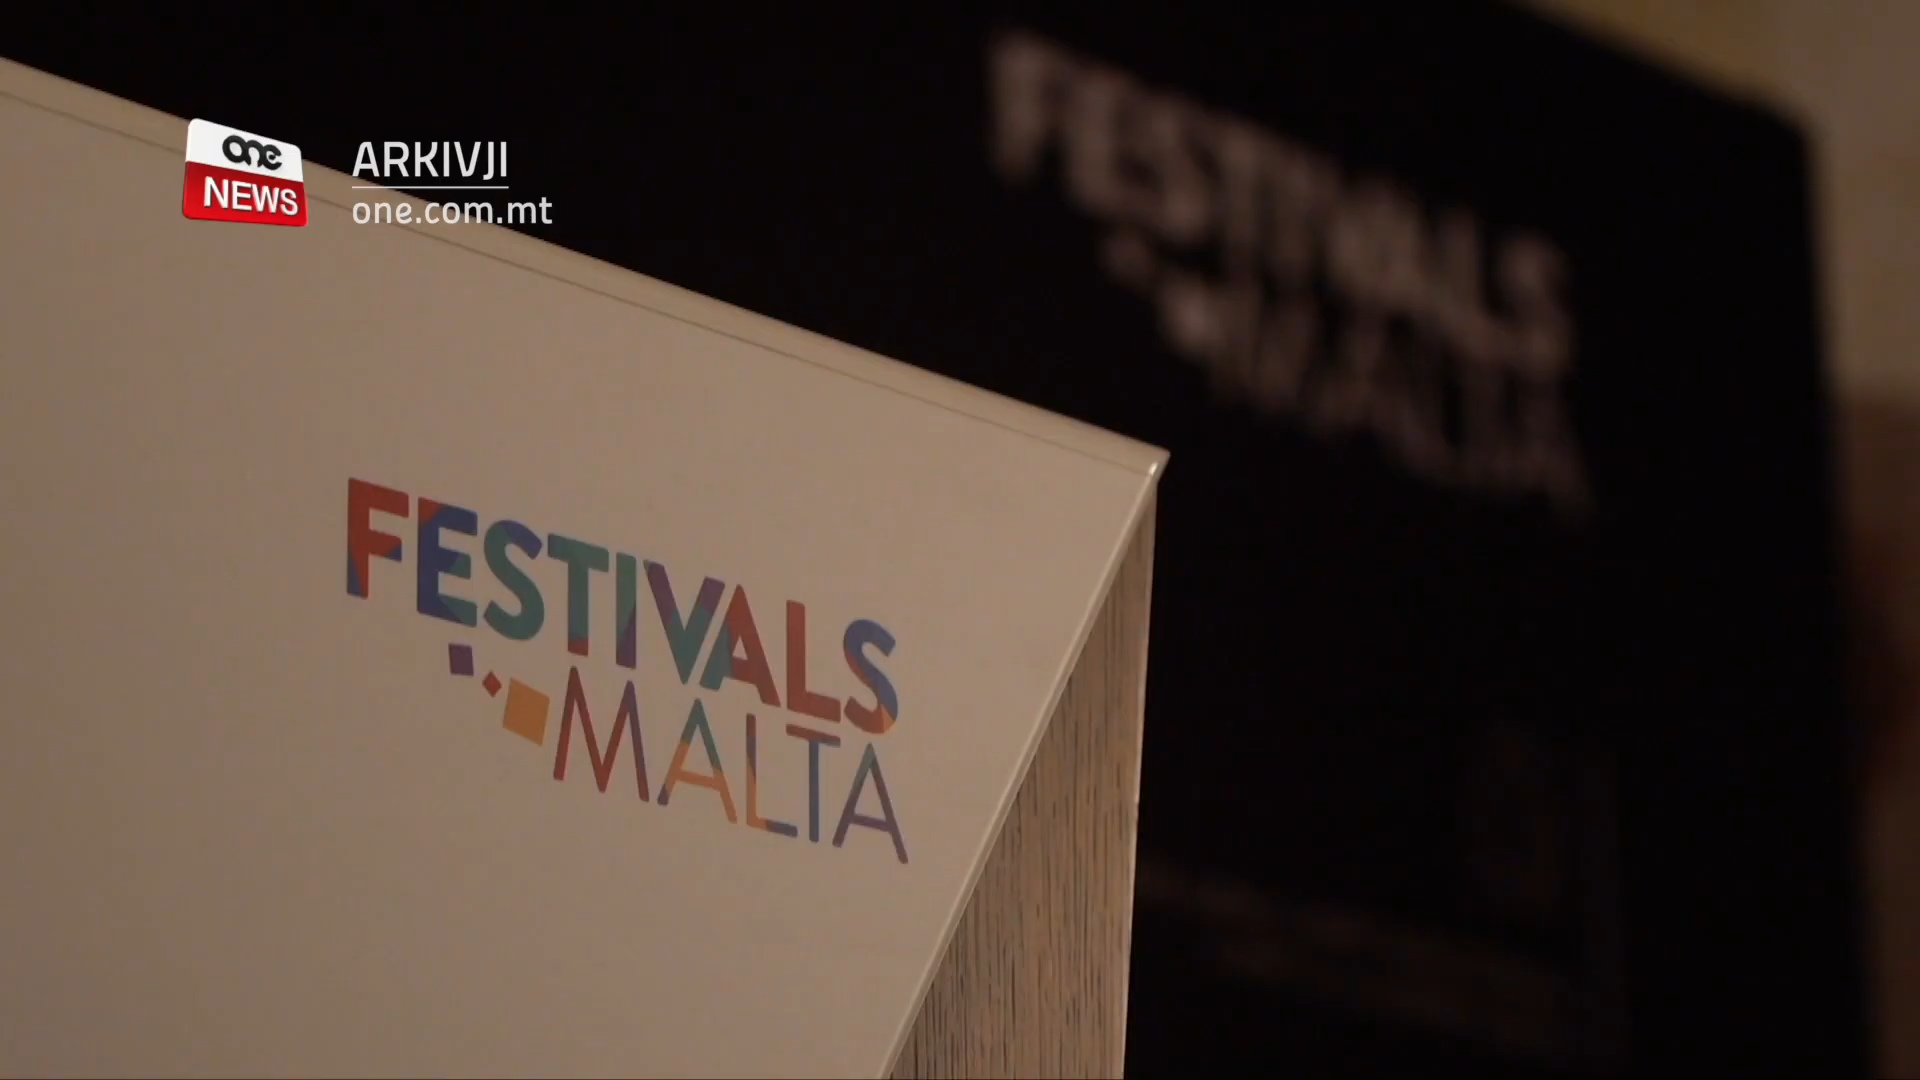 one
NEWS
ARKIVJI
one.com.mt
FESTIVALS
MALTA
FESTIVALS
MALTA